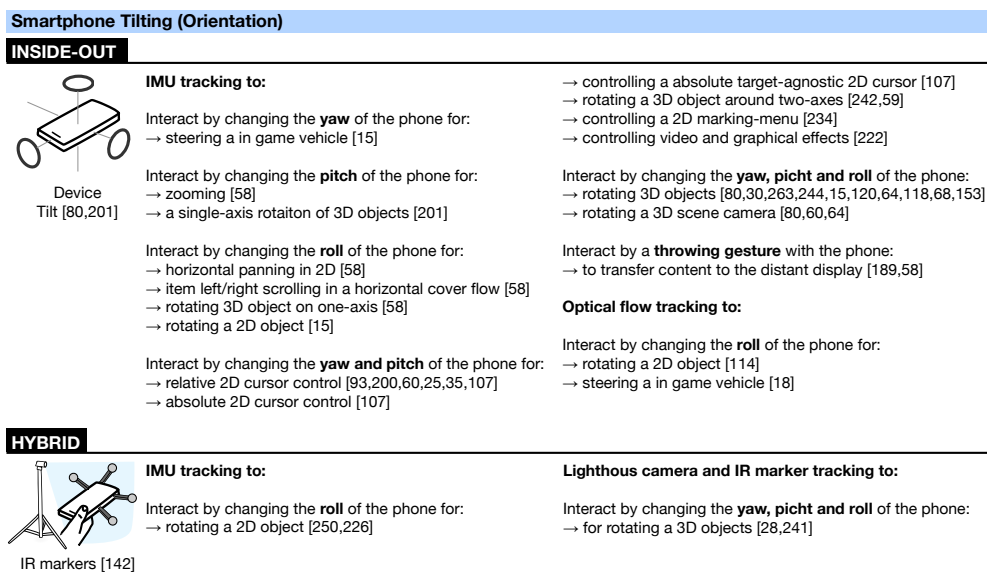 Smartphone Tilting (Orientation)
INSIDE-OUT
Device
Tilt [80,201]
IMU tracking to:
Interact by changing the yaw of the phone for:
→ steering a in game vehicle [15]
Interact by changing the pitch of the phone for:
→ zooming [58]
→ a single-axis rotaiton of 3D objects [201]
Interact by changing the roll of the phone for:
→ horizontal panning in 2D [58]
→ item left/right scrolling in a horizontal cover flow [58]
→ rotating 3D object on one-axis [58]
→ rotating a 2D object [15]
Interact by changing the yaw and pitch of the phone for:
→ relative 2D cursor control [93,200,60,25,35,107]
→ absolute 2D cursor control [107]
→ controlling a absolute target-agnostic 2D cursor [107]
→ rotating a 3D object around two-axes [242,59]
→ controlling a 2D marking-menu [234]
→ controlling video and graphical effects [222]
Interact by changing the yaw, picht and roll of the phone:
→ rotating 3D objects [80,30,263,244,15,120,64,118,68,153]
→ rotating a 3D scene camera [80,60,64]
Interact by a throwing gesture with the phone:
→ to transfer content to the distant display [189,58]
Optical flow tracking to:
Interact by changing the roll of the phone for:
→ rotating a 2D object [114]
→ steering a in game vehicle [18]
HYBRID
IR markers [142]
IMU tracking to:
Interact by changing the roll of the phone for:
→ rotating a 2D object [250,226]
Lighthous camera and IR marker tracking to:
Interact by changing the yaw, picht and roll of the phone:
→ for rotating a 3D objects [28,241]